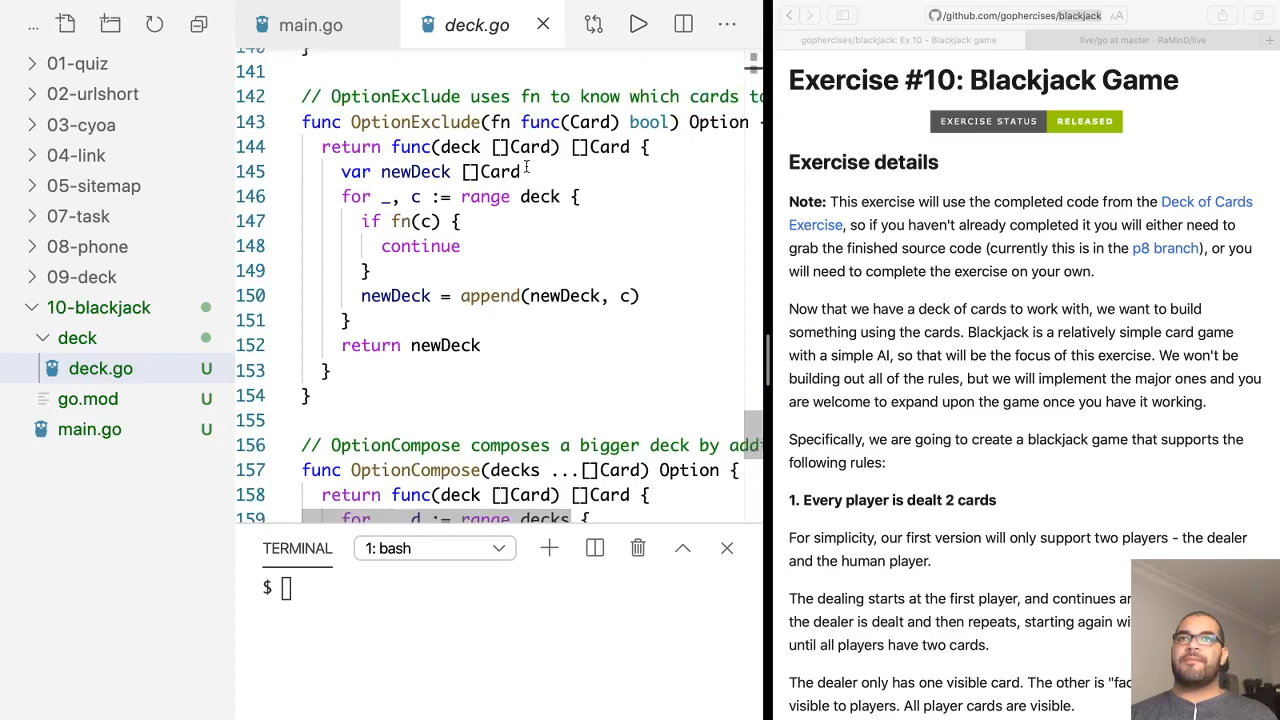 ...
01-quiz
02-urlshort
03-cyoa
04-link
05-sitemap
07-task
08-phone
09-deck
10-blackjack
deck
deck.go U
go.mod U
main.go U
main.go
deck.go
...
141
142 // OptionExclude uses fn to know which cards
143 func OptionExclude(fn func(Card) bool) Option
144 return func(deck []Card) []Card {
145 var newDeck []Card
146 for _, c := range deck {
147 if fn(c) {
148 continue
149 }
150 newDeck = append(newDeck, c)
151 }
152 return newDeck
153 }
154 }
155
156 // OptionCompose composes a bigger deck by
157 func OptionCompose(decks ...[]Card) Option {
158 return func(deck []Card) []Card {
159 for _, d := range decks {
TERMINAL
1: bash
$
github.com/gophercises/blackjack
gophercises/blackjack: Ex 10 - Blackjack game
live/go at master · RaMin0/live
Exercise #10: Blackjack Game
EXERCISE STATUS RELEASED
Exercise details
Note: This exercise will use the completed code from the Deck of Cards
Exercise, so if you haven't already completed it you will either need to
grab the finished source code (currently this is in the p8 branch), or you
will need to complete the exercise on your own.
Now that we have a deck of cards to work with, we want to build
something using the cards. Blackjack is a relatively simple card game
with a simple AI, so that will be the focus of this exercise. We won't be
building out all of the rules, but we will implement the major ones and you
are welcome to expand upon the game once you have it working.
Specifically, we are going to create a blackjack game that supports the
following rules:
1. Every player is dealt 2 cards
For simplicity, our first version will only support two players - the dealer
and the human player.
The dealing starts at the first player, and continues
the dealer is dealt and then repeats, starting again
until all players have two cards.
The dealer only has one visible card. The other is
visible to players. All player cards are visible.